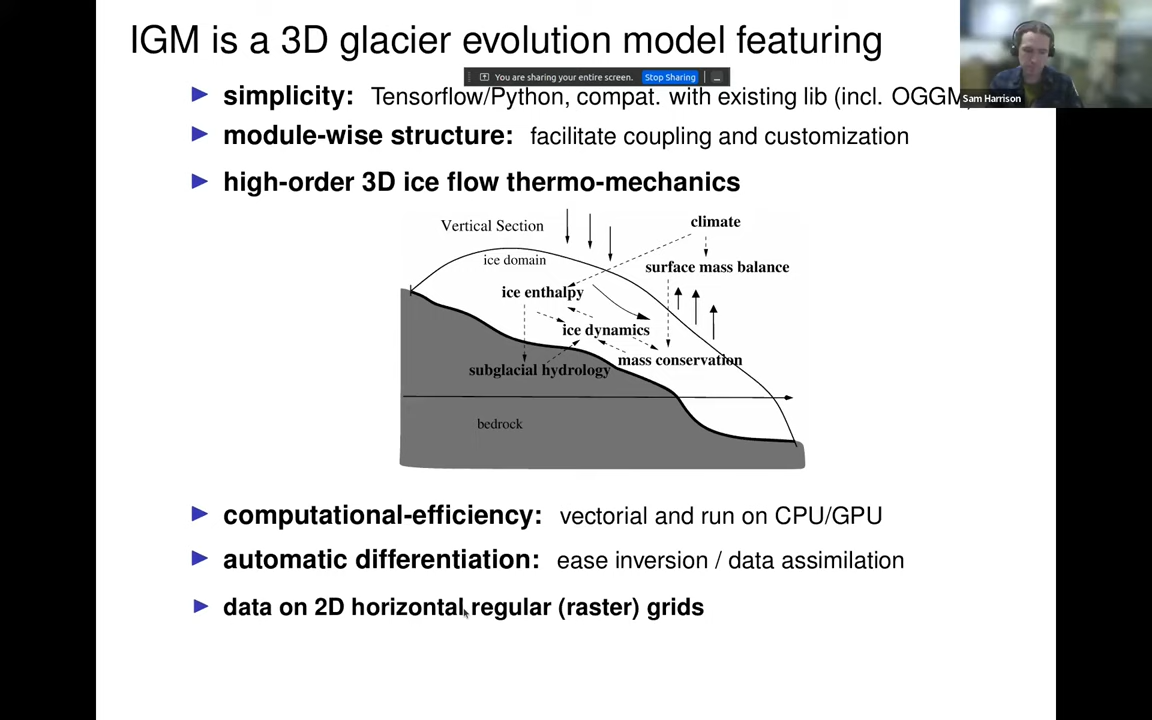 IGM is a 3D glacier evolution model featuring
You are sharing your entire screen. Stop Sharing
Sam Harrison
simplicity: Tensorflow/Python, compat. with existing lib (incl. OGGM
module-wise structure: facilitate coupling and customization
high-order 3D ice flow thermo-mechanics
Vertical Section
climate
ice domain
surface mass balance
ice enthalpy
ice dynamics
mass conservation
subglacial hydrology
bedrock
computational-efficiency: vectorial and run on CPU/GPU
automatic differentiation: ease inversion / data assimilation
data on 2D horizontal regular (raster) grids